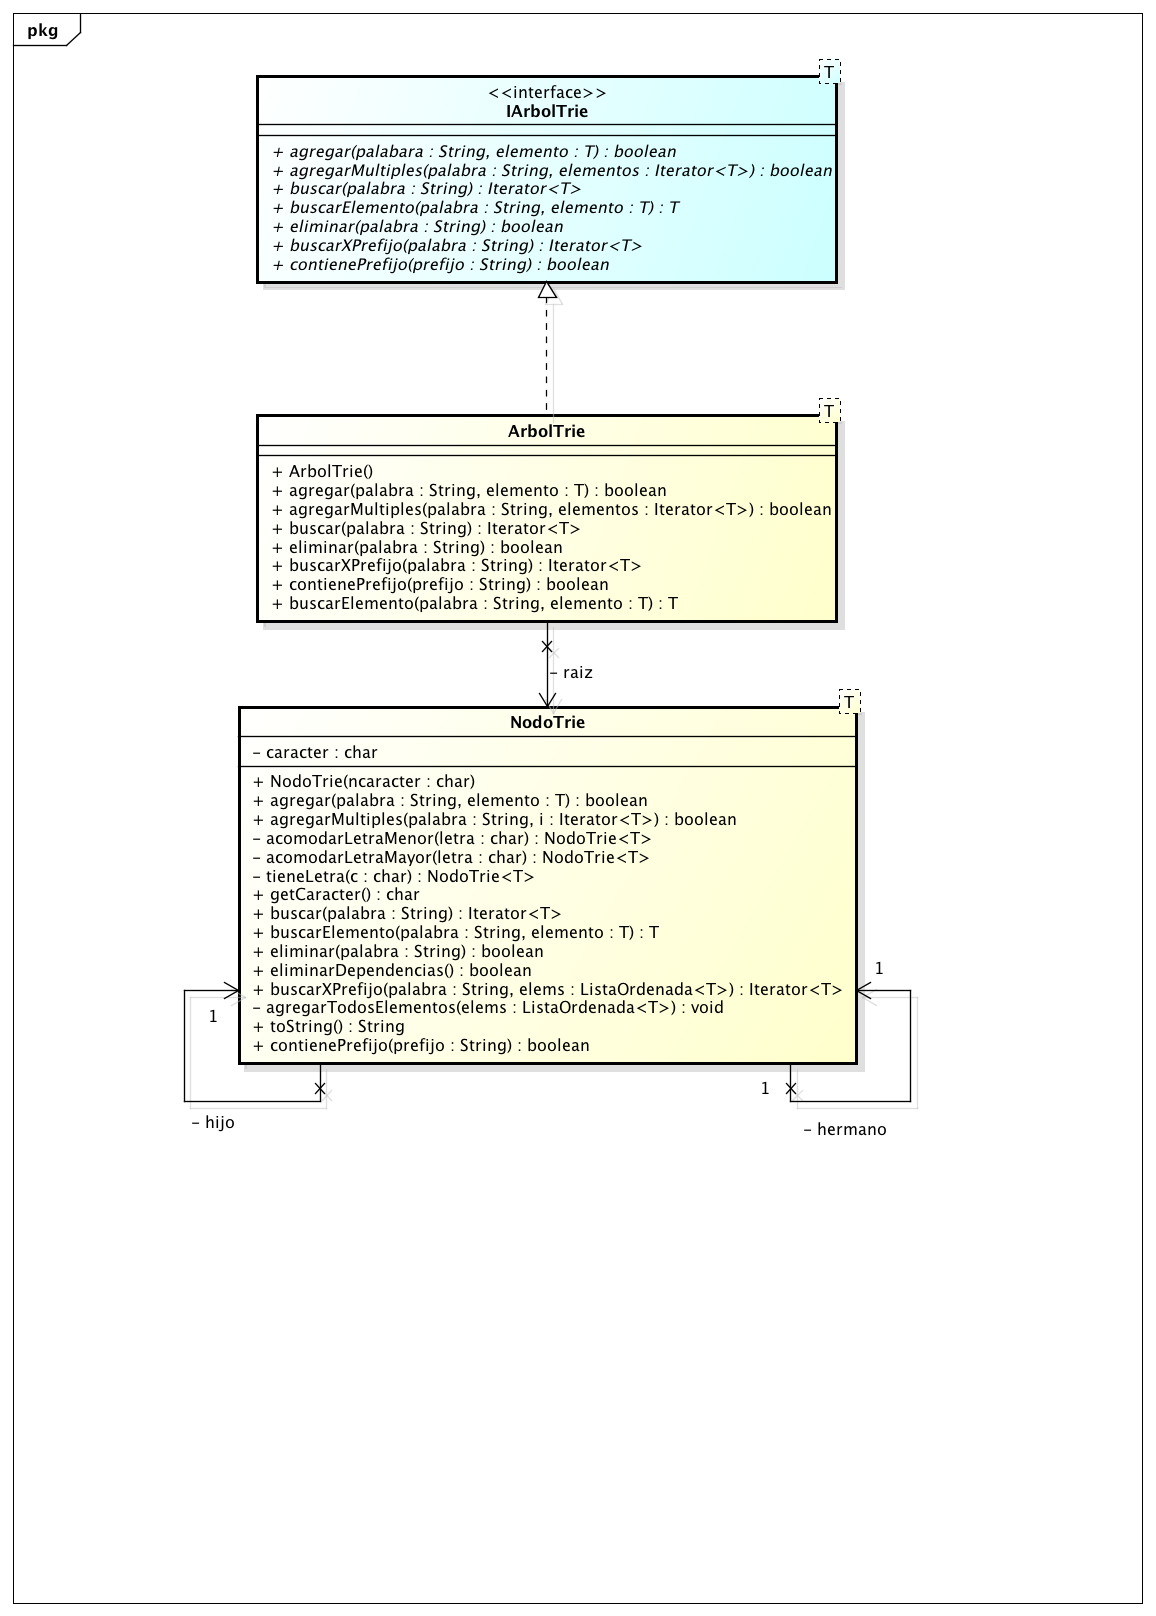 pkg
T
<<interface>>
IArbolTrie
+ agregar(palabara : String, elemento : T) : boolean
+ agregarMultiples(palabra : String, elementos : Iterator<T>) : boolean
+ buscar(palabra : String) : Iterator<T>
+ buscarElemento(palabra : String, elemento : T) : T
+ eliminar(palabra : String) : boolean
+ buscarXPrefijo(palabra : String) : Iterator<T>
+ contienePrefijo(prefijo : String) : boolean
T
ArbolTrie
+ ArbolTrie()
+ agregar(palabra : String, elemento : T) : boolean
+ agregarMultiples(palabra : String, elementos : Iterator<T>) : boolean
+ buscar(palabra : String) : Iterator<T>
+ eliminar(palabra : String) : boolean
+ buscarXPrefijo(palabra : String) : Iterator<T>
+ contienePrefijo(prefijo : String) : boolean
+ buscarElemento(palabra : String, elemento : T) : T
- raiz
T
NodoTrie
- caracter : char
+ NodoTrie(ncaracter : char)
+ agregar(palabra : String, elemento : T) : boolean
+ agregarMultiples(palabra : String, i : Iterator<T>) : boolean
- acomodarLetraMenor(letra : char) : NodoTrie<T>
- acomodarLetraMayor(letra : char) : NodoTrie<T>
- tieneLetra(c : char) : NodoTrie<T>
+ getCaracter() : char
+ buscar(palabra : String) : Iterator<T>
+ buscarElemento(palabra : String, elemento : T) : T
+ eliminar(palabra : String) : boolean
+ eliminarDependencias() : boolean
+ buscarXPrefijo(palabra : String, elems : ListaOrdenada<T>) : Iterator<T>
- agregarTodosElementos(elems : ListaOrdenada<T>) : void
+ toString() : String
+ contienePrefijo(prefijo : String) : boolean
1
1
1
- hijo
- hermano